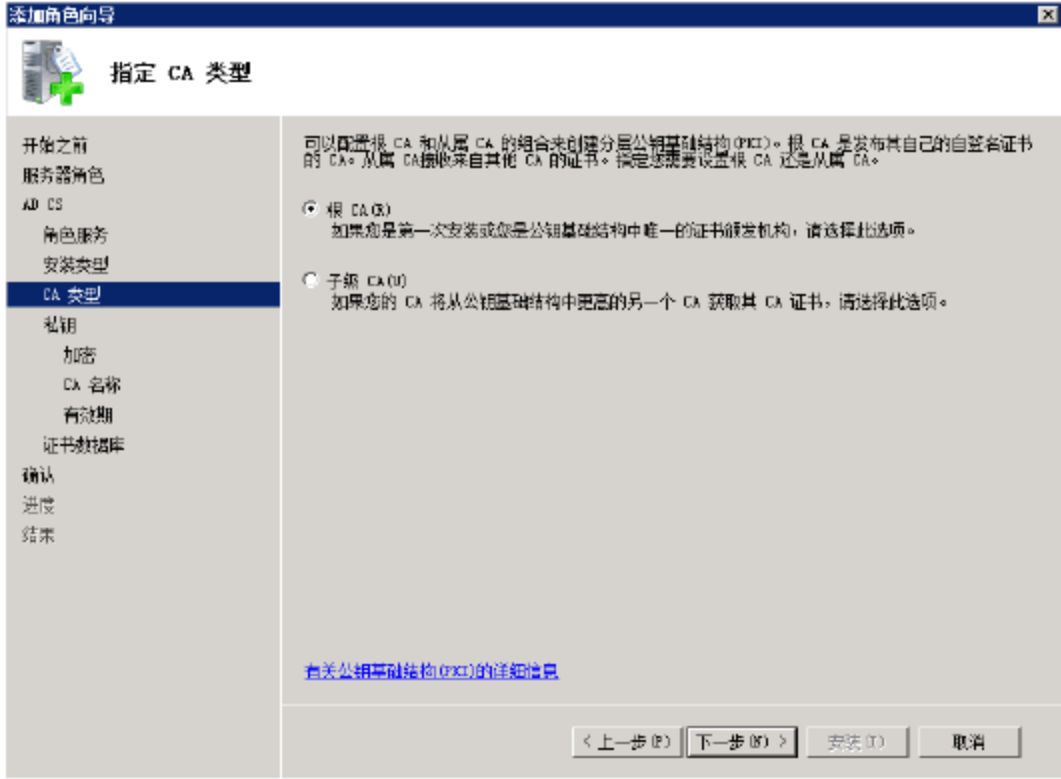 添加角色向导
指定 CA 类型
开始之前
服务器角色
AD CS
角色服务
安装类型
CA 类型
私钥
加密
CA 名称
有效期
证书数据库
确认
进度
结果
可以配置根 CA 和从属 CA 的组合来创建分层公钥基础结构(PKI)。根 CA 是发布其自己的自签名证书
的 CA。从属 CA接收来自其他 CA 的证书。指定您需要设置根 CA 还是从属 CA。
根 CA(R)
如果您是第一次安装或您是公钥基础结构中唯一的证书颁发机构，请选择此选项。
子级 CA(U)
如果您的 CA 将从公钥基础结构中更高的另一个 CA 获取其 CA 证书，请选择此选项。
有关公钥基础结构(PKI)的详细信息
< 上一步(P) 下一步(N) > 安装(I) 取消